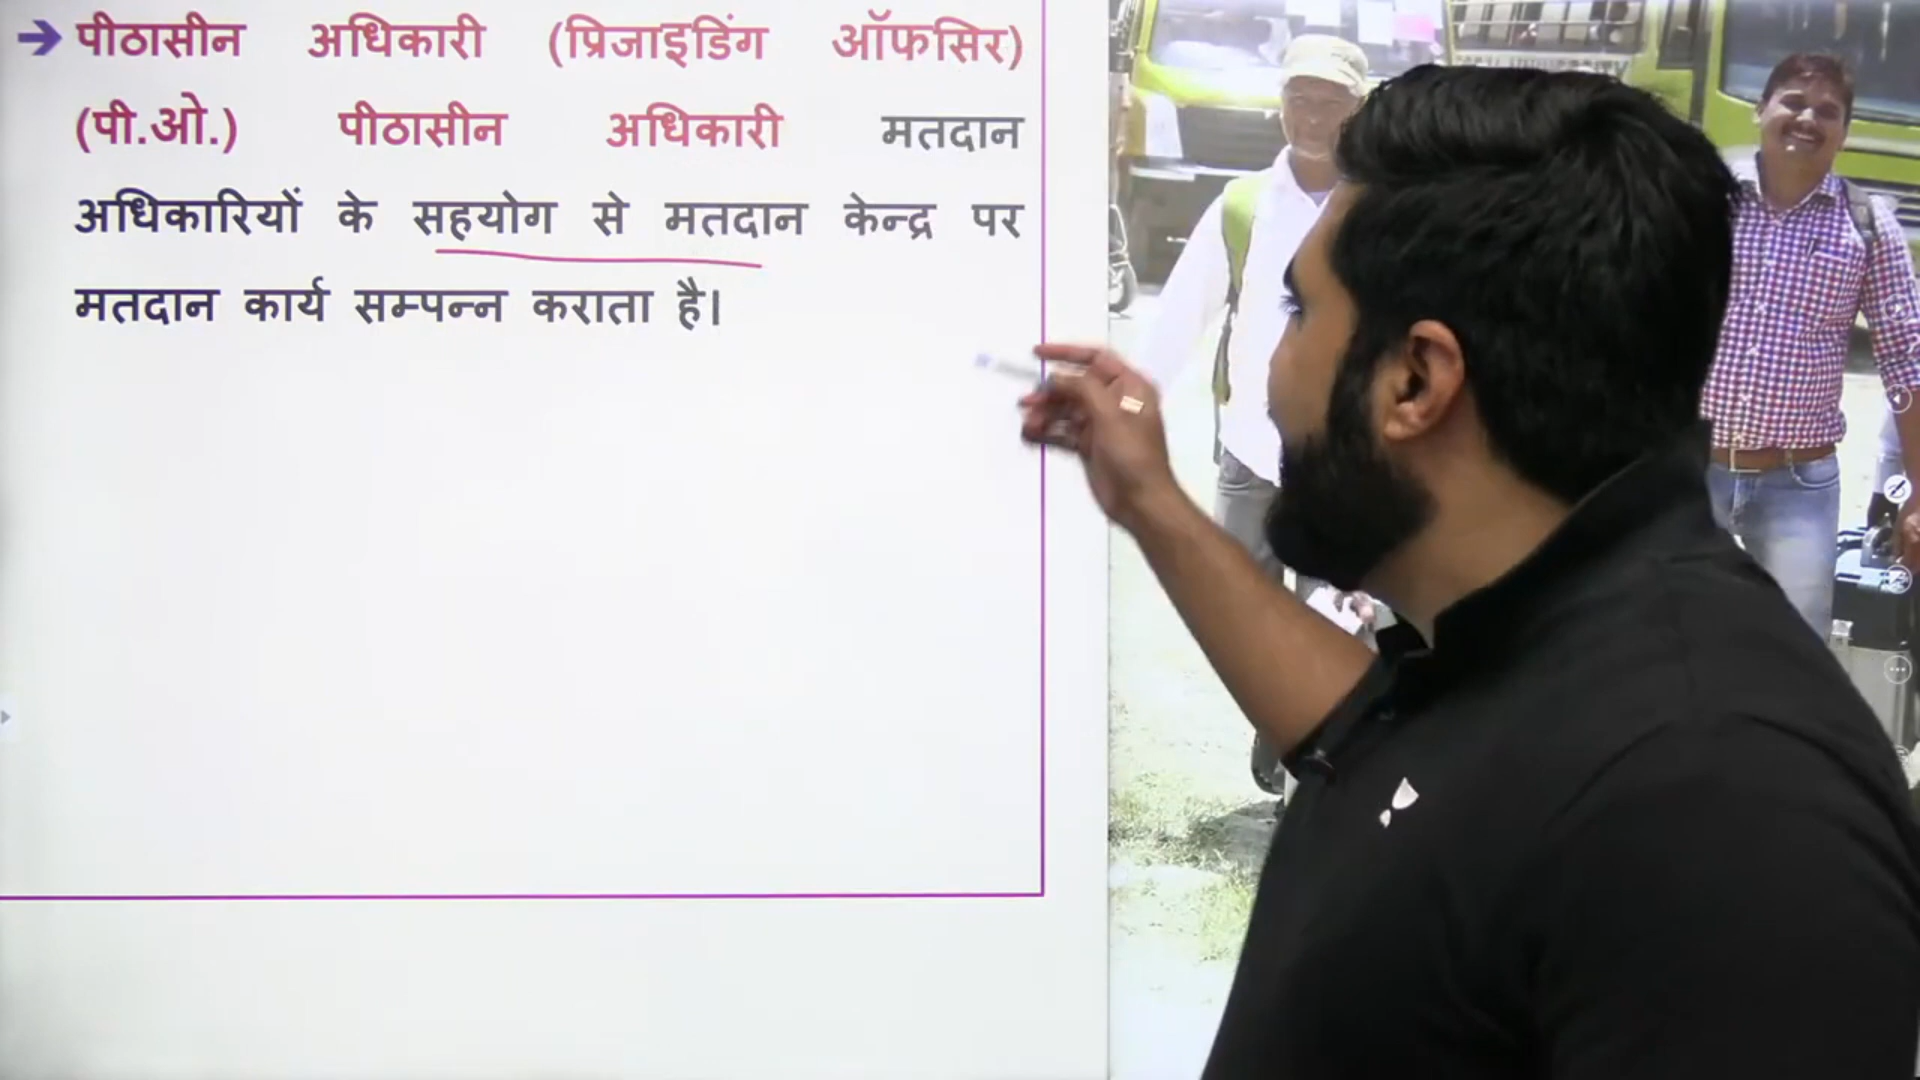 पीठासीन अधिकारी (प्रिजाइडिंग ऑफसिर)
(पी.ओ.) पीठासीन अधिकारी मतदान
अधिकारियों के सहयोग से मतदान केन्द्र पर
मतदान कार्य सम्पन्न कराता है।